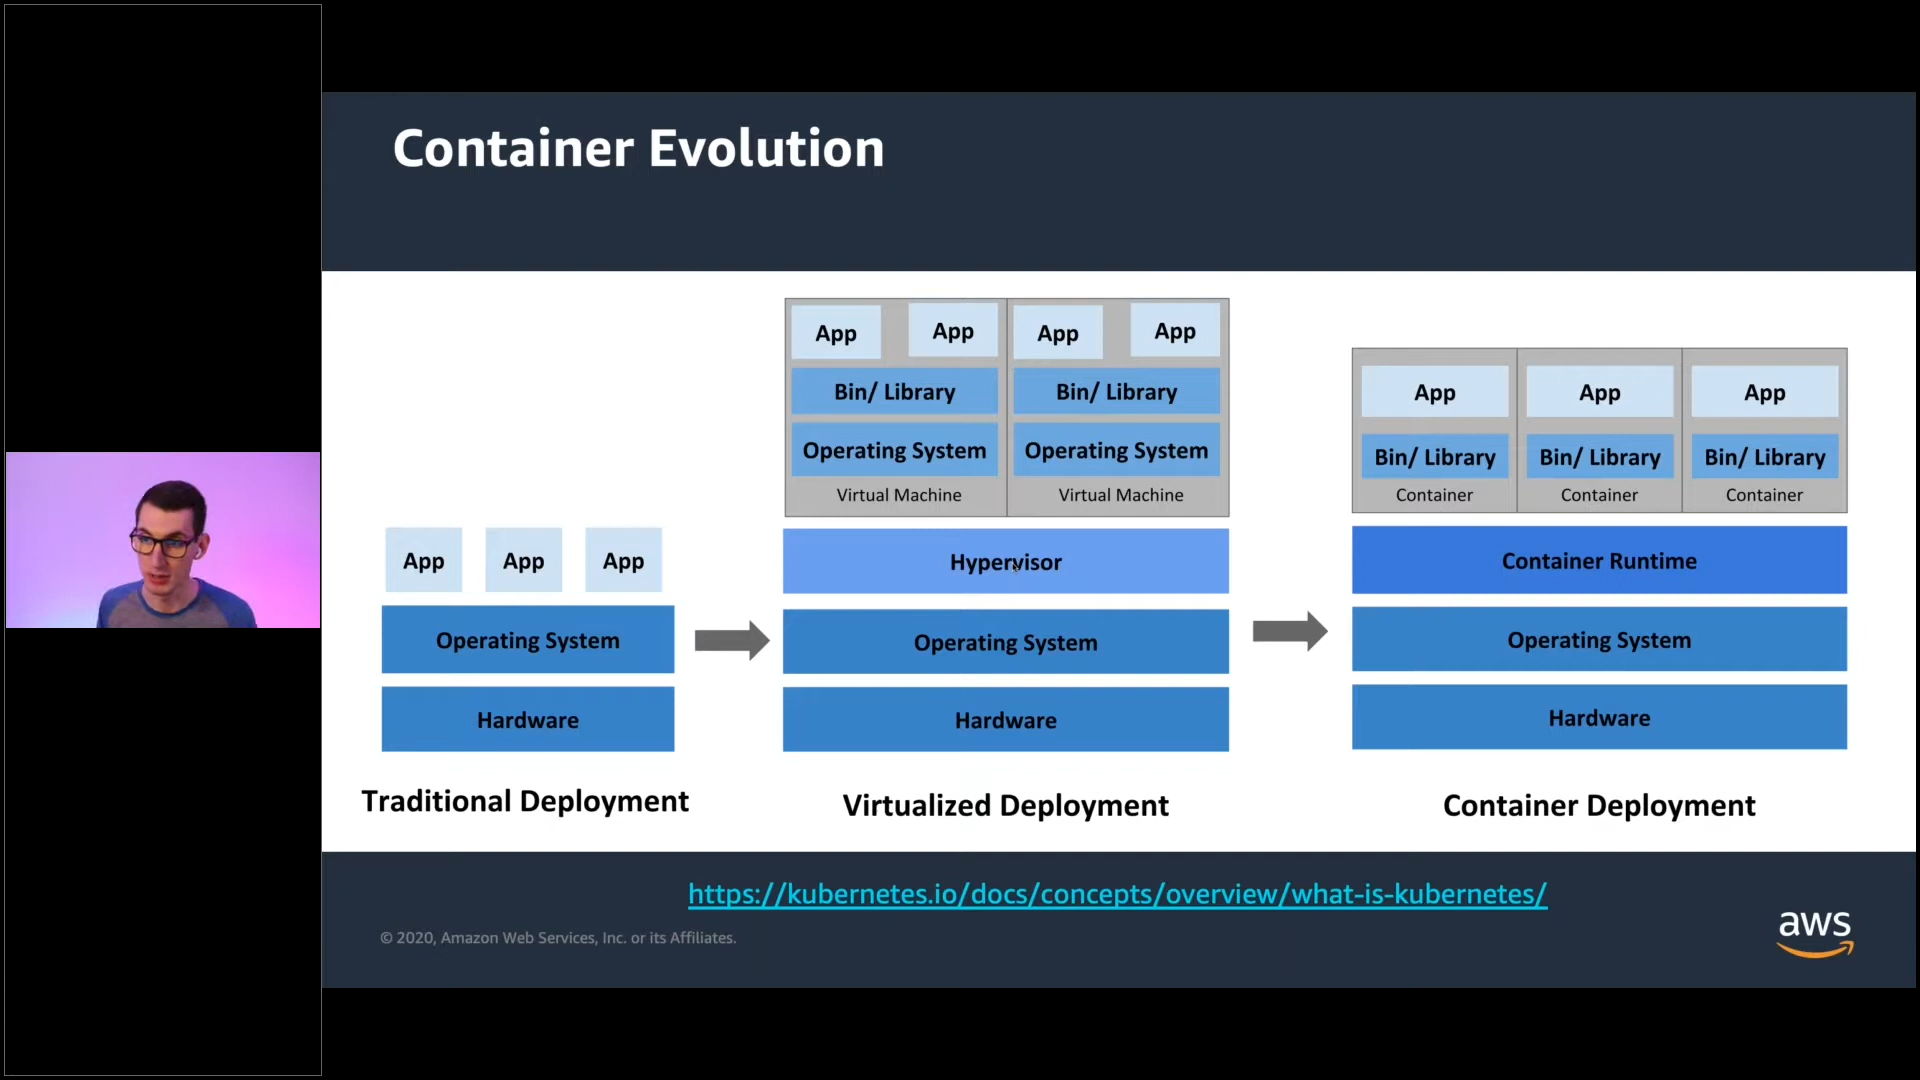 Container Evolution
App App App
Operating System
Hardware
Traditional Deployment
App App App App
Bin/ Library Bin/ Library
Operating System Operating System
Virtual Machine Virtual Machine
Hypervisor
Operating System
Hardware
Virtualized Deployment
App App App
Bin/ Library Bin/ Library Bin/ Library
Container Container Container
Container Runtime
Operating System
Hardware
Container Deployment
https://kubernetes.io/docs/concepts/overview/what-is-kubernetes/
© 2020, Amazon Web Services, Inc. or its Affiliates.
aws